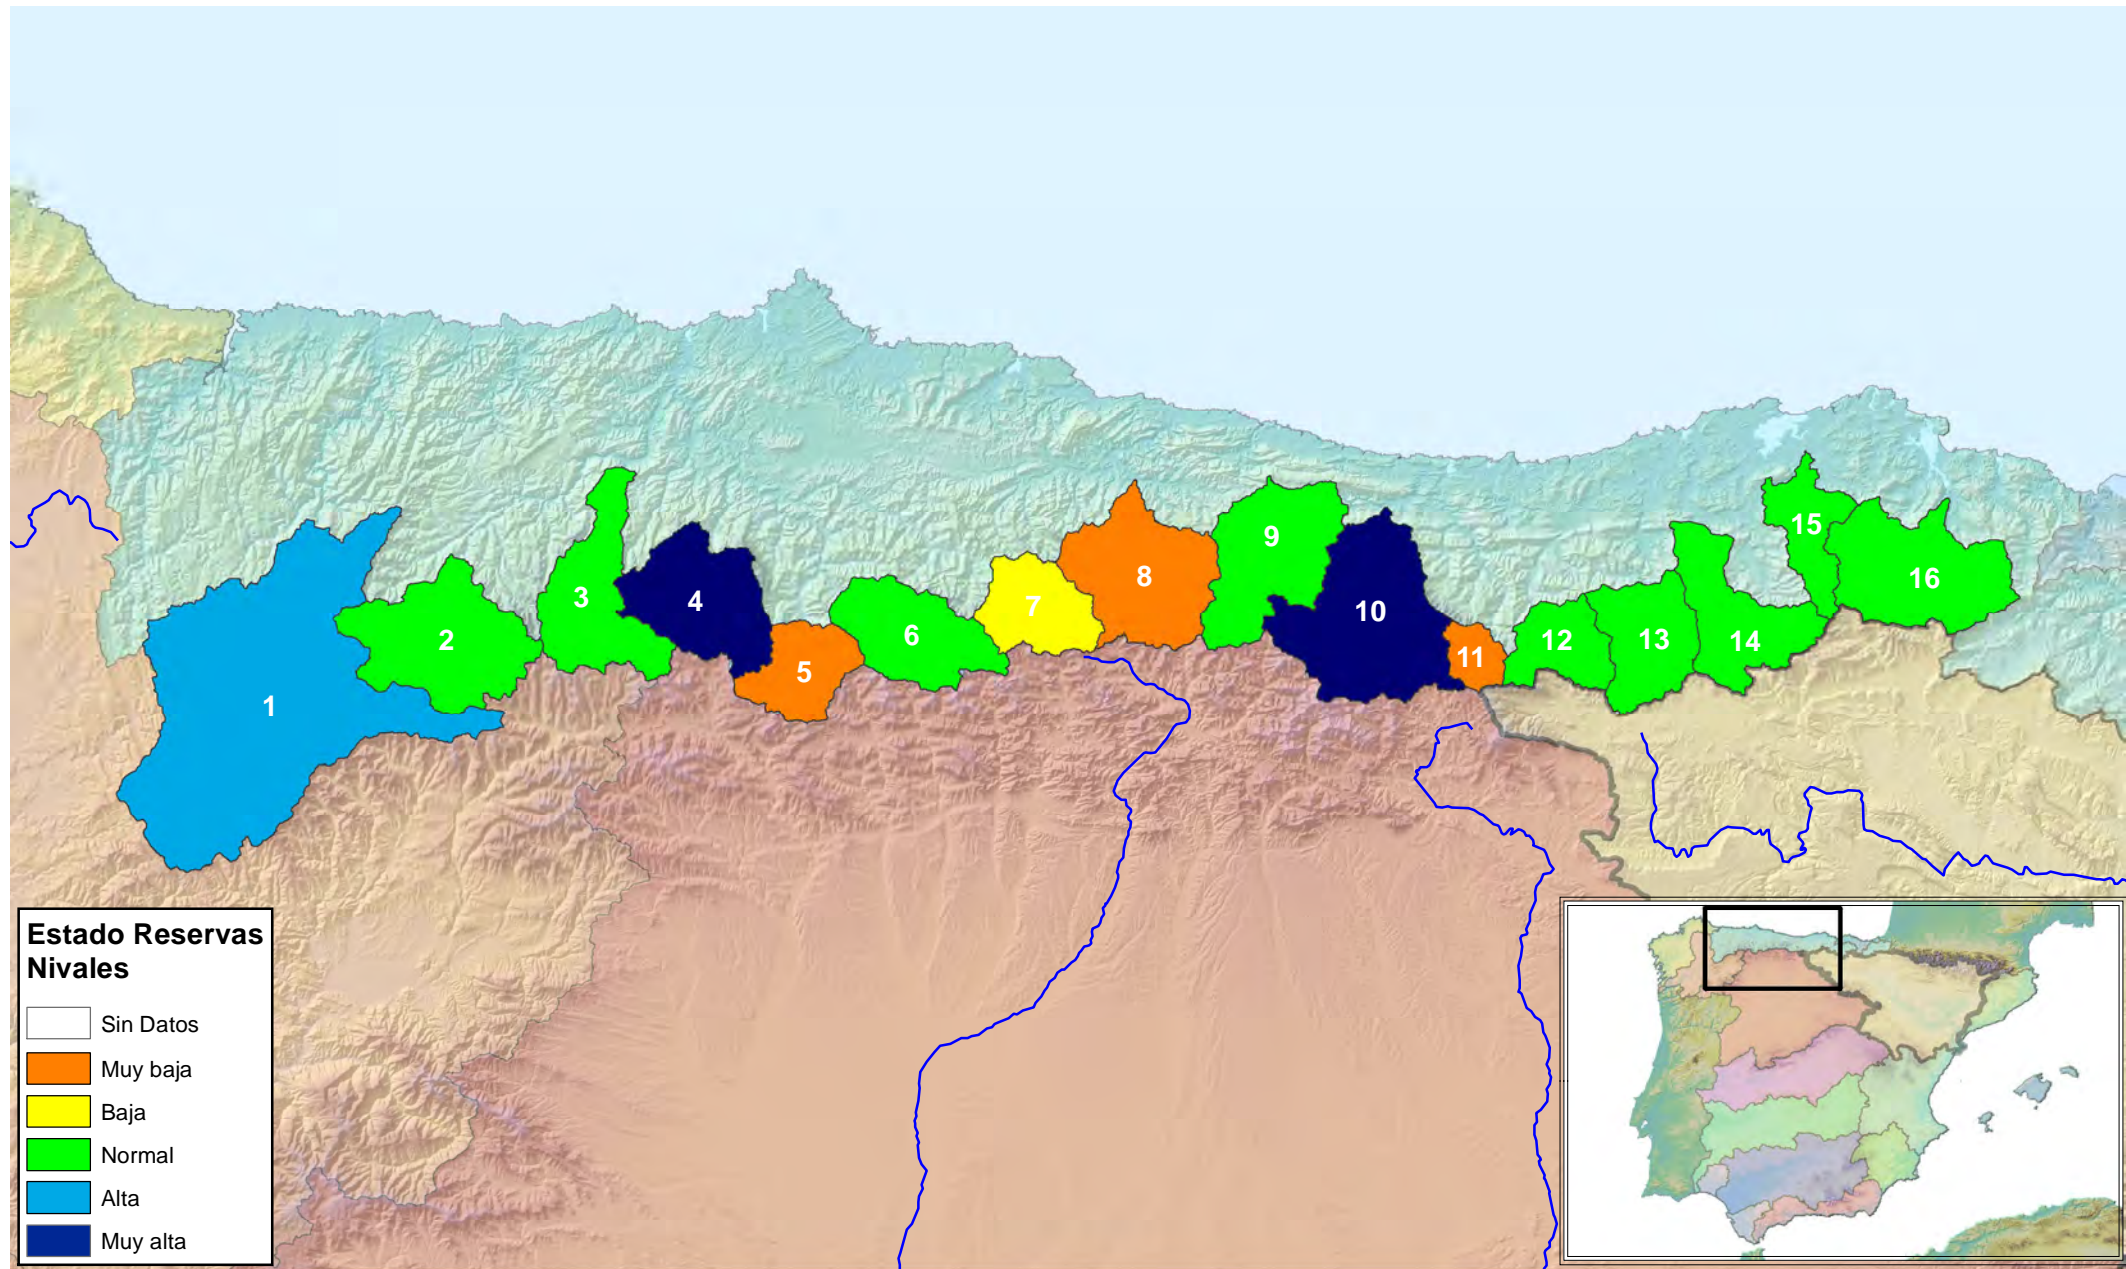 1
2
3
4
5
6
7
8
9
10
11
12
13
14
15
16
Estado Reservas
Nivales
Sin Datos
Muy baja
Baja
Normal
Alta
Muy alta